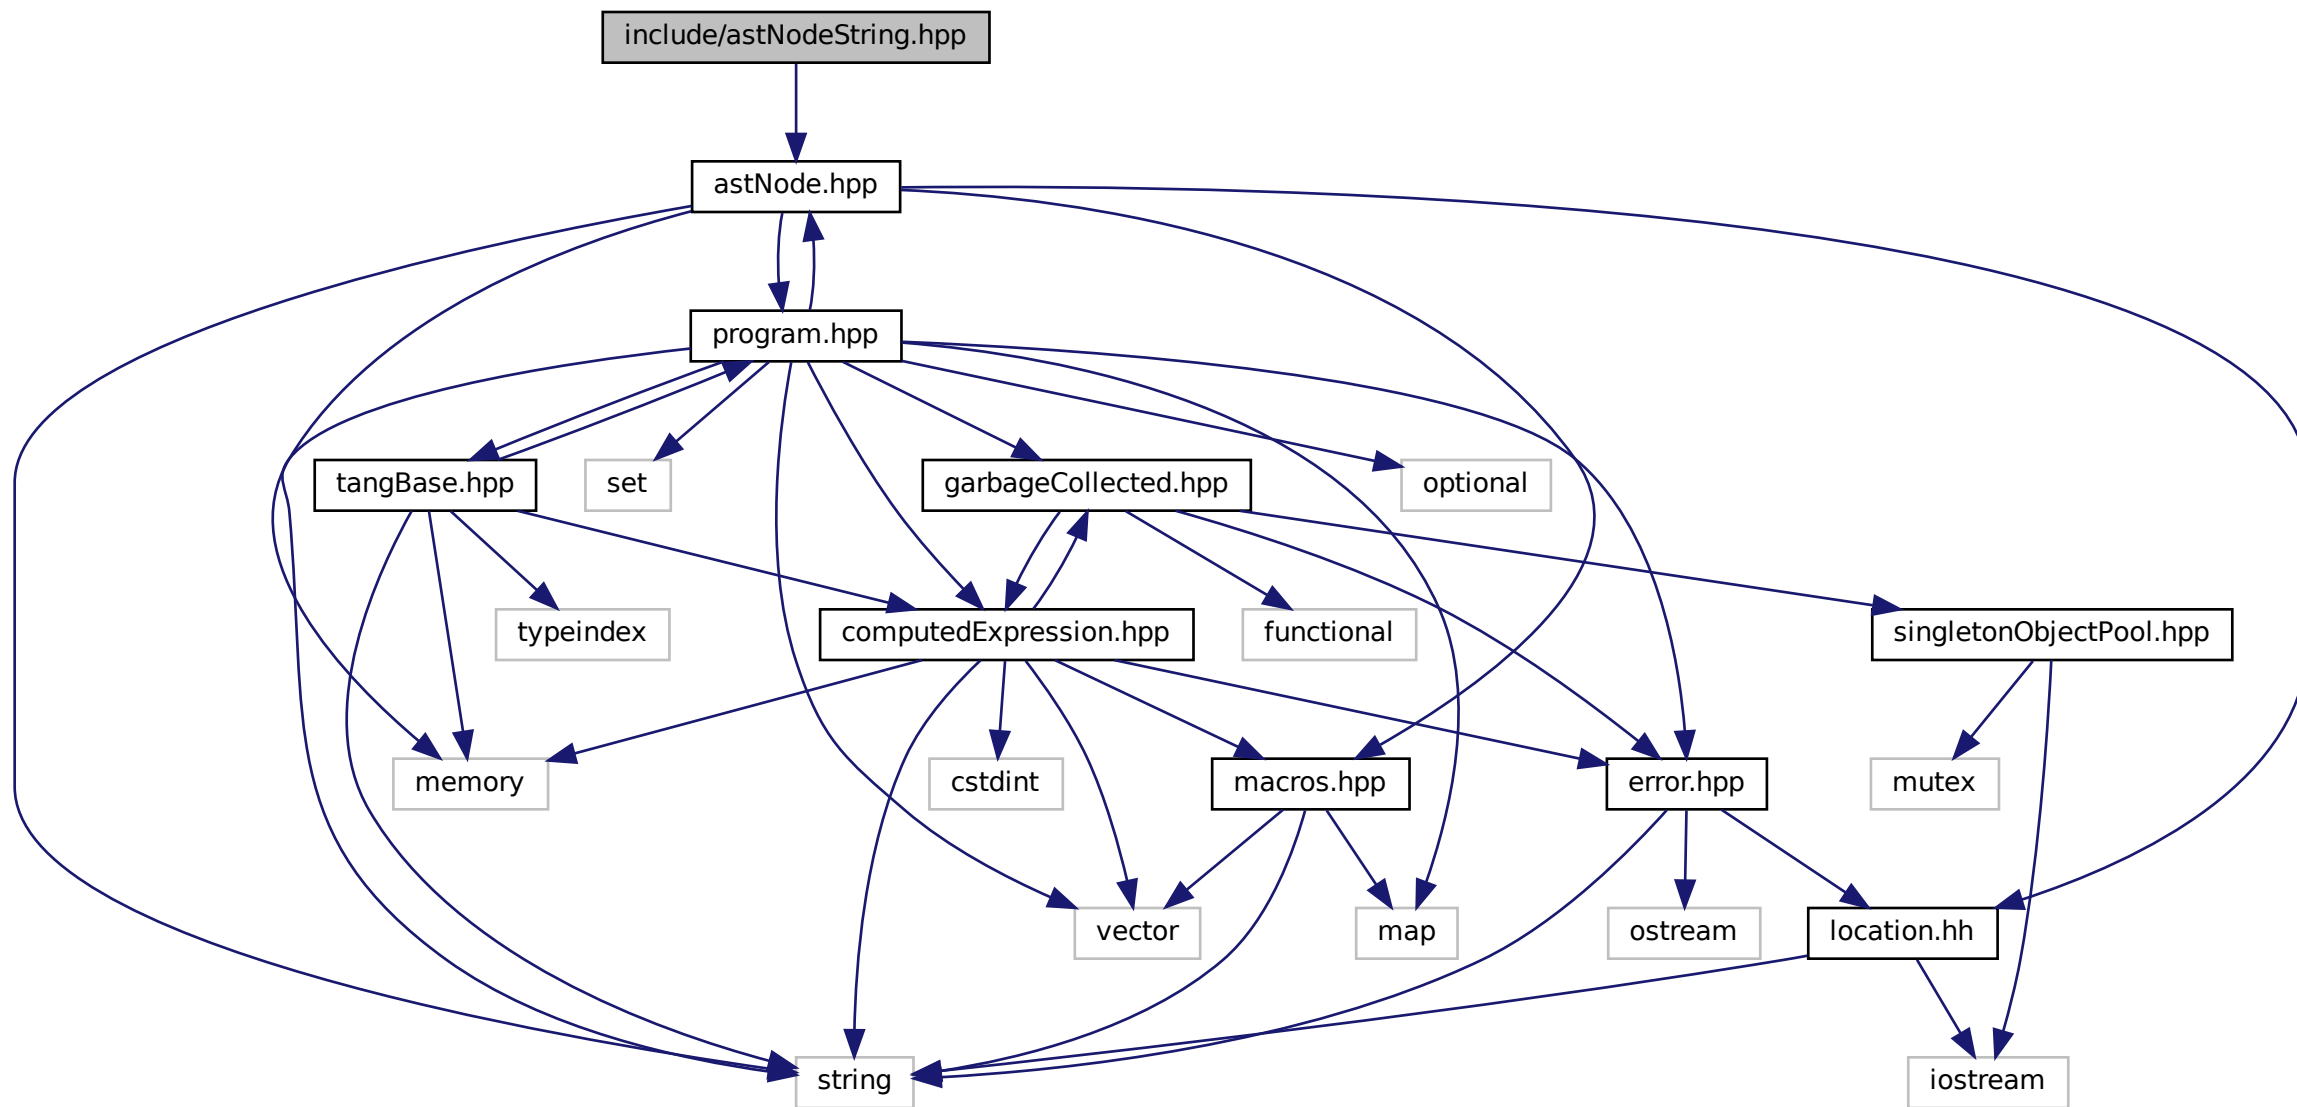 include/astNodeString.hpp
astNode.hpp
program.hpp
tangBase.hpp
set
garbageCollected.hpp
optional
typeindex
computedExpression.hpp
functional
singletonObjectPool.hpp
memory
cstdint
macros.hpp
error.hpp
mutex
vector
map
ostream
location.hh
string
iostream